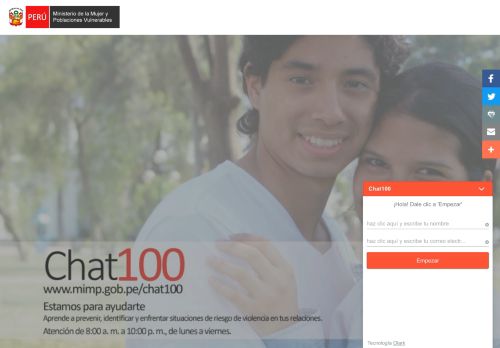 PERÚ
Ministerio de la Mujer y
Poblaciones Vulnerables
Chat100
¡Hola! Dale clic a 'Empezar'
haz clic aquí y escribe tu nombre
haz clic aquí y escribe tu correo electr...
Empezar
Tecnología Olark
Chat100
www.mimp.gob.pe/chat100
Estamos para ayudarte
Aprende a prevenir, identificar y enfrentar situaciones de riesgo de violencia en tus relaciones.
Atención de 8:00 a. m. a 10:00 p. m., de lunes a viernes.